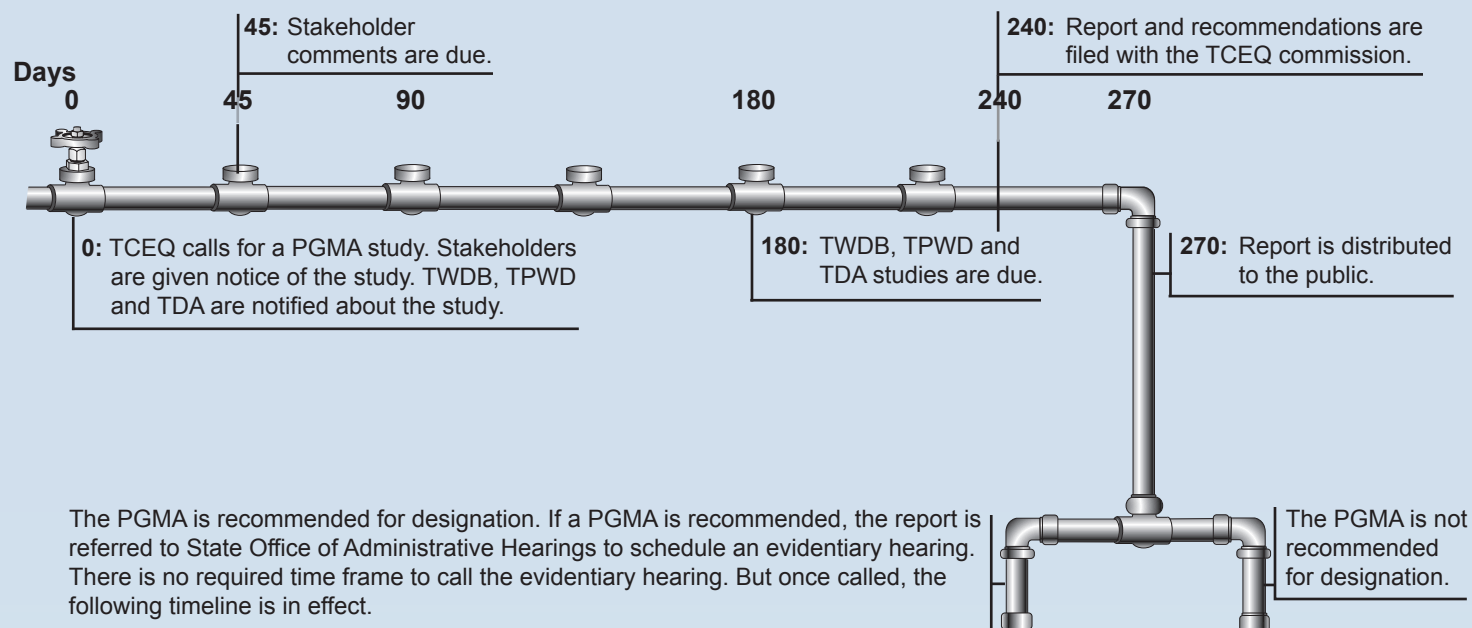 45: Stakeholder
comments are due.
240: Report and recommendations are
filed with the TCEQ commission.
Days
0 45 90 180 240 270
0: TCEQ calls for a PGMA study. Stakeholders
are given notice of the study. TWDB, TPWD
and TDA are notified about the study.
180: TWDB, TPWD and
TDA studies are due.
270: Report is distributed
to the public.
The PGMA is recommended for designation. If a PGMA is recommended, the report is
referred to State Office of Administrative Hearings to schedule an evidentiary hearing.
There is no required time frame to call the evidentiary hearing. But once called, the
following timeline is in effect.
The PGMA is not
recommended
for designation.